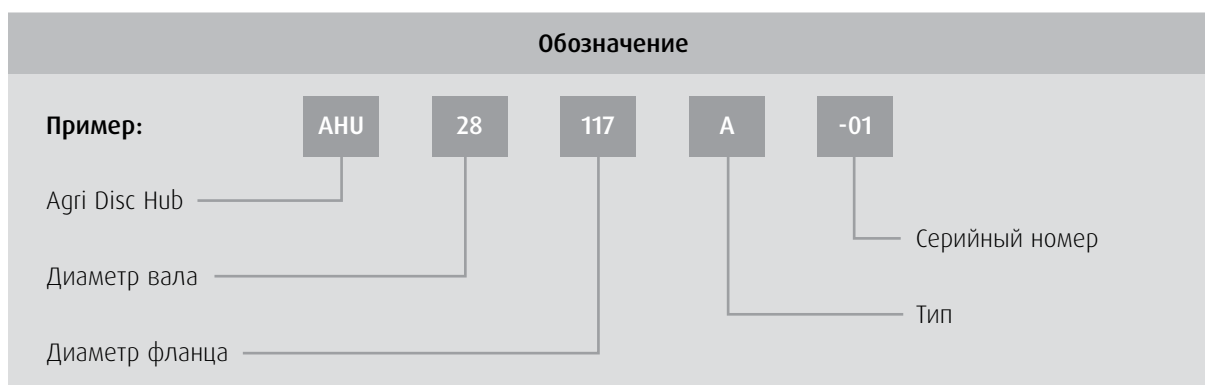 Обозначение
Пример: AHU 28 117 A -01
Agri Disc Hub
Серийный номер
Диаметр вала
Тип
Диаметр фланца